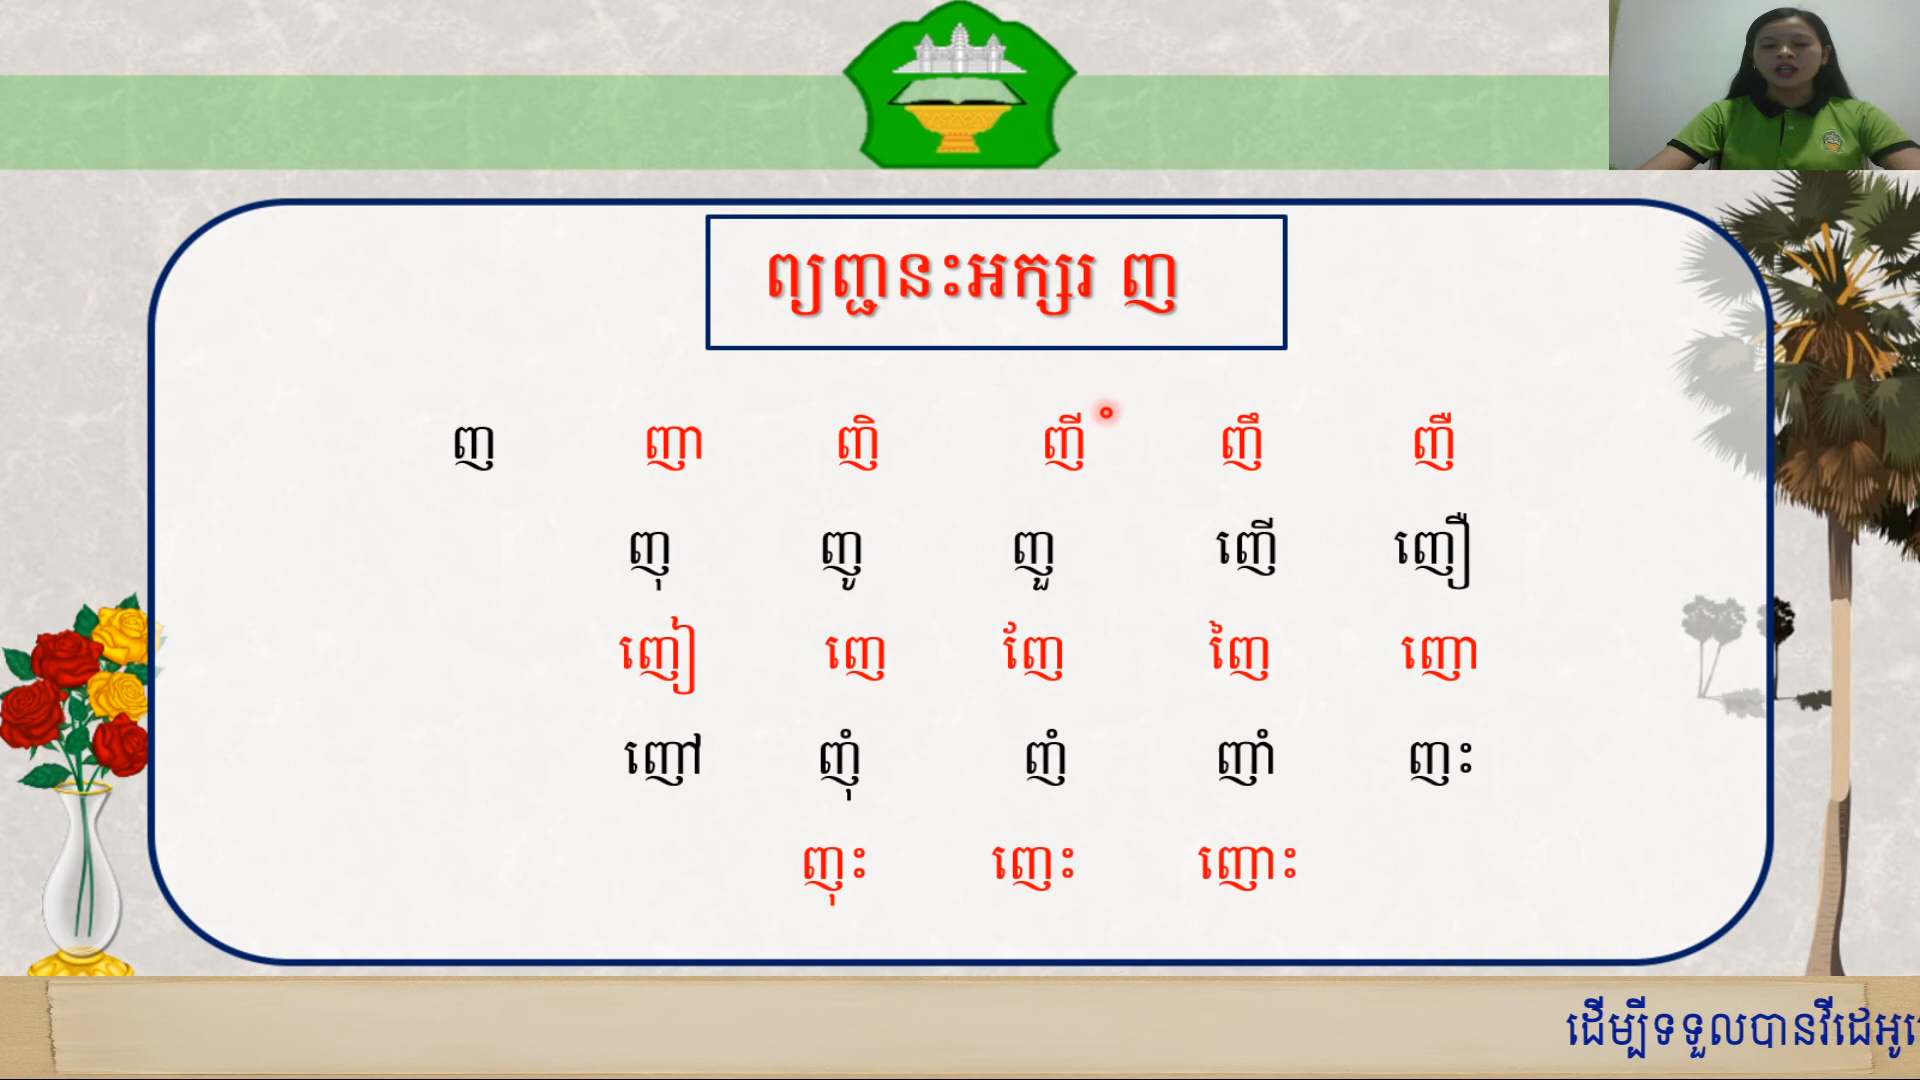 ព្យញ្ជនះអក្សរ ញ
ញ ញា ញិ ញី ញឹ ញឺ
ញុ ញូ ញួ ញើ ញឿ
ញៀ ញេ ញែ ញៃ ញោ
ញៅ ញុំ ញំ ញាំ ញះ
ញុះ ញេះ ញោះ
ដើម្បីទទួលបានវីដេអូ